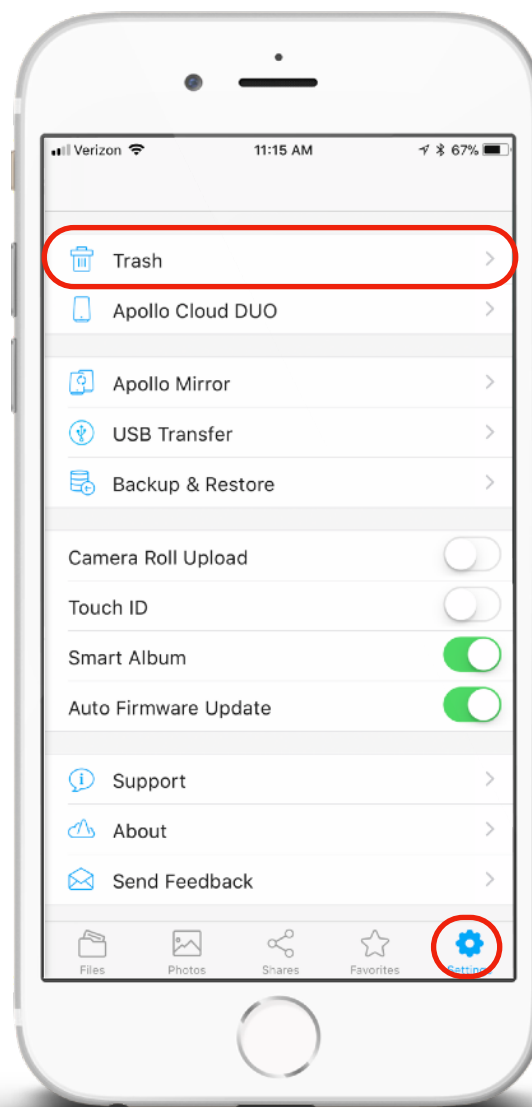 Verizon 11:15 AM 67%
Trash
Apollo Cloud DUO
Apollo Mirror
USB Transfer
Backup & Restore
Camera Roll Upload
Touch ID
Smart Album
Auto Firmware Update
Support
About
Send Feedback
Files Photos Shares Favorites Settings